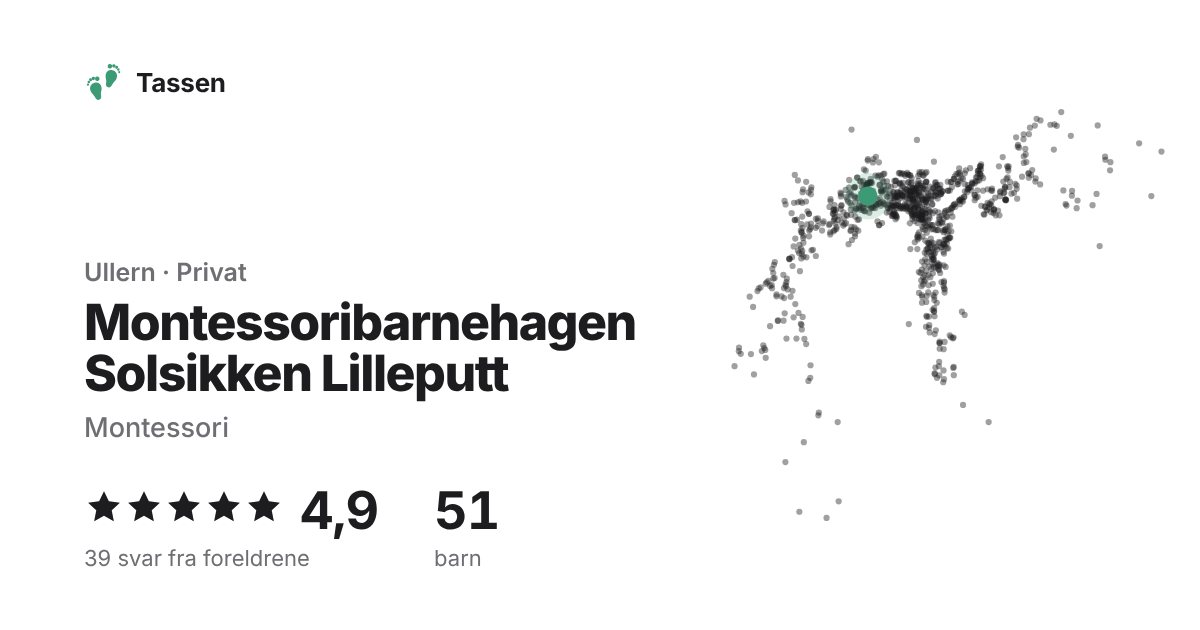 Tassen
Ullern · Privat
Montessoribarnehagen
Solsikken Lilleputt
Montessori
4,9
51
39 svar fra foreldrene
barn